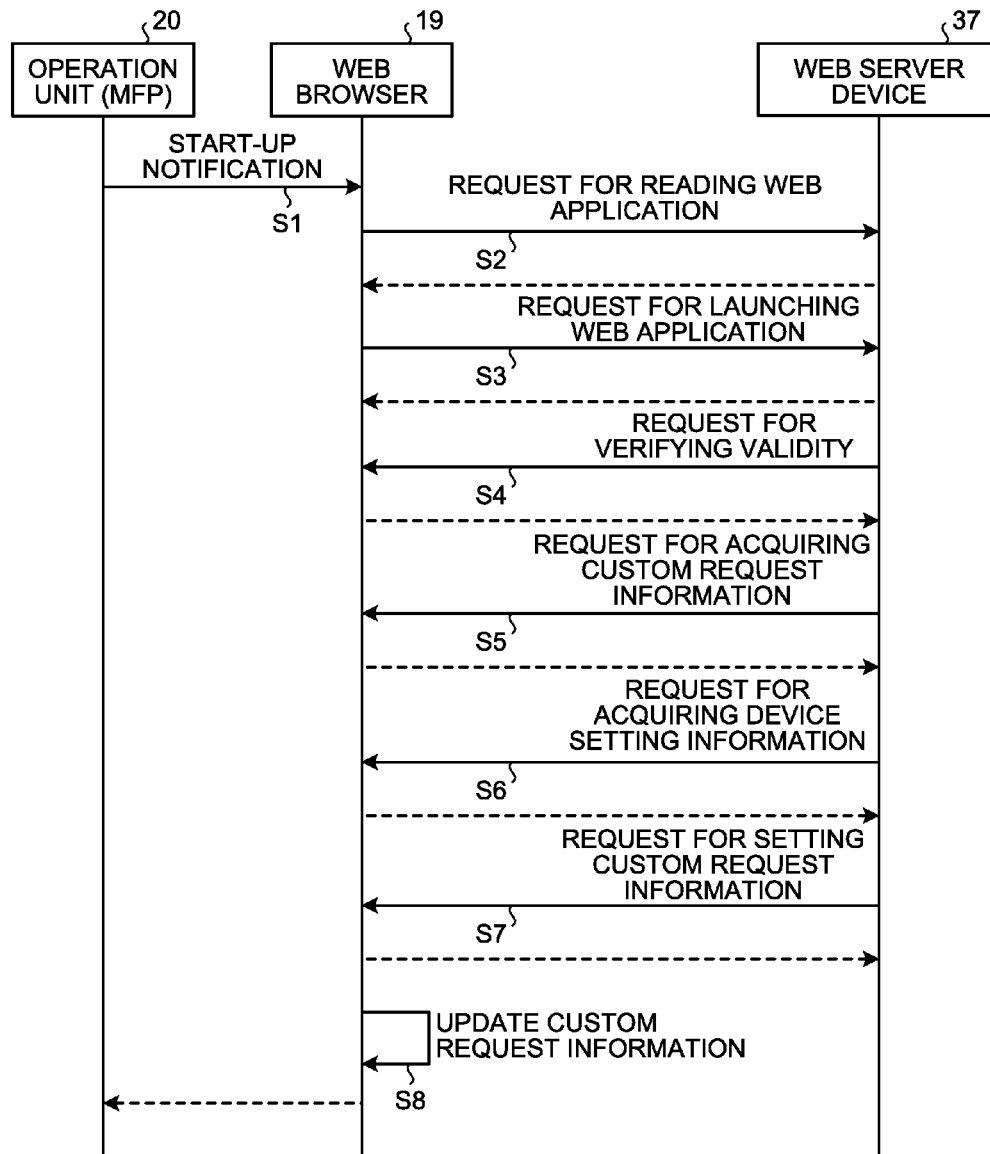 20
19
37
OPERATION
UNIT (MFP)
WEB
BROWSER
WEB SERVER
DEVICE
START-UP
NOTIFICATION
S1
REQUEST FOR READING WEB
APPLICATION
S2
REQUEST FOR LAUNCHING
WEB APPLICATION
S3
REQUEST FOR
VERIFYING VALIDITY
S4
REQUEST FOR ACQUIRING
CUSTOM REQUEST
INFORMATION
S5
REQUEST FOR
ACQUIRING DEVICE
SETTING INFORMATION
S6
REQUEST FOR SETTING
CUSTOM REQUEST
INFORMATION
S7
UPDATE CUSTOM
REQUEST INFORMATION
S8